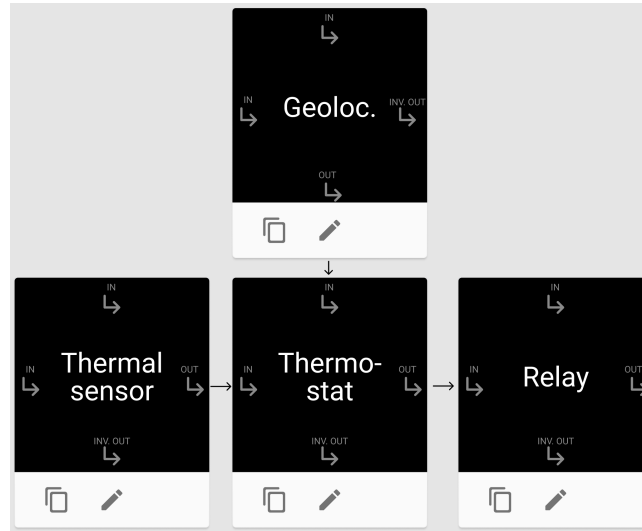 IN
IN
Geoloc.
INV. OUT
OUT
IN
IN
Thermal
sensor
OUT
INV. OUT
IN
IN
Thermo-
stat
OUT
INV. OUT
IN
IN
Relay
OUT
INV. OUT